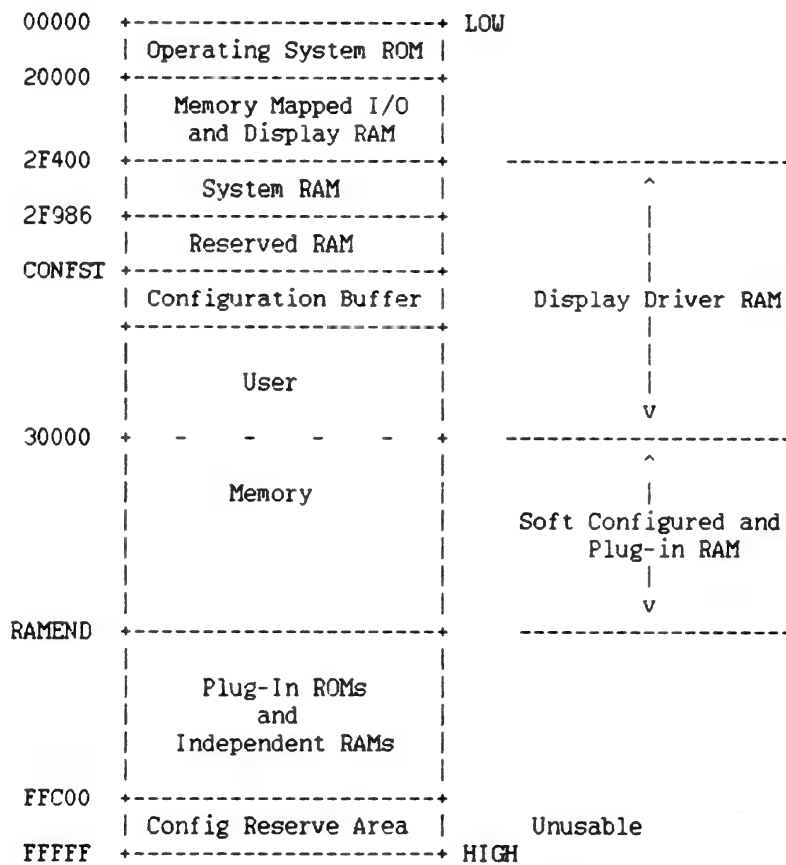 00000 +-----------------------+ LOW
| Operating System ROM |
20000 +-----------------------+
| Memory Mapped I/O |
| and Display RAM |
2F400 +-----------------------+ --------------------
| System RAM | ^
2F986 +-----------------------+ |
| Reserved RAM | |
CONFST +-----------------------+ |
| Configuration Buffer | Display Driver RAM
+-----------------------+ |
| | |
| User | |
| | v
30000 + - - - - - + --------------------
| | ^
| Memory | |
| | Soft Configured and
| | Plug-in RAM
| | |
| | v
RAMEND +-----------------------+ --------------------
| |
| Plug-In ROMs |
| and |
| Independent RAMs |
| |
FFC00 +-----------------------+
| Config Reserve Area | Unusable
FFFFF +-----------------------+ HIGH